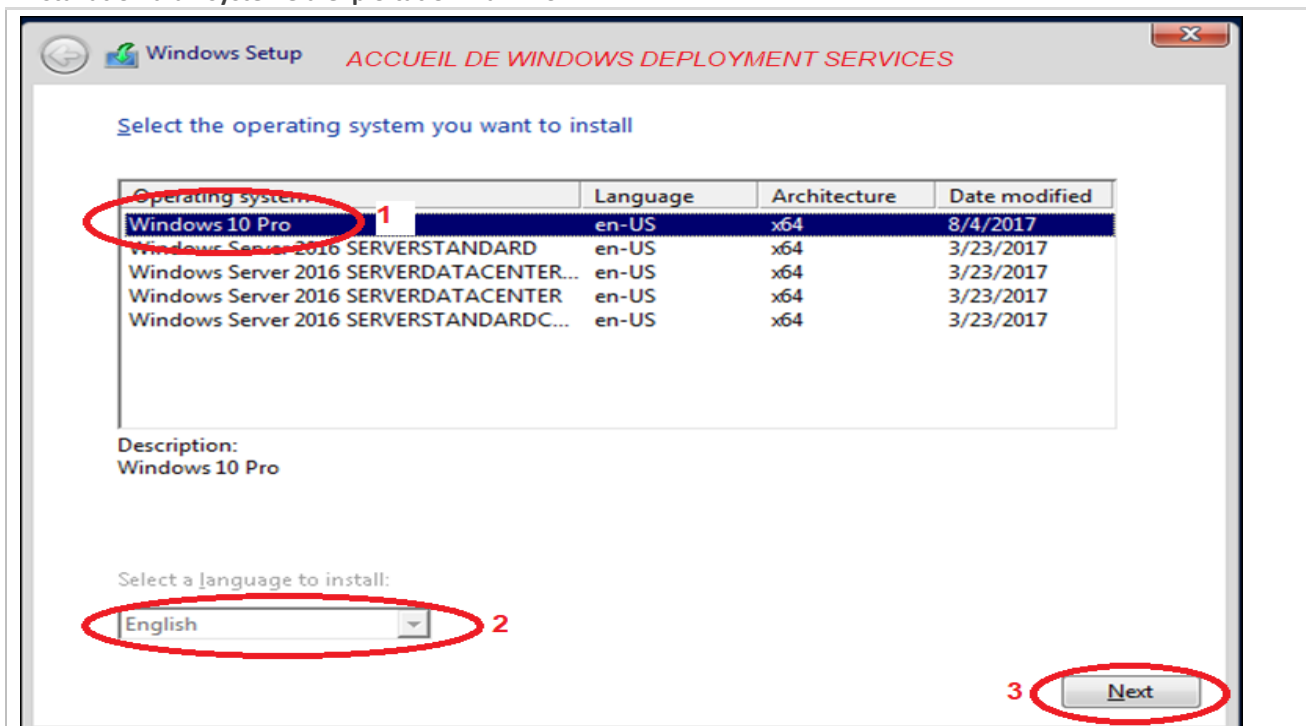 Windows Setup ACCUEIL DE WINDOWS DEPLOYMENT SERVICES
Select the operating system you want to install
Operating system Language Architecture Date modified
Windows 10 Pro 1 en-US x64 8/4/2017
Windows Server 2016 SERVERSTANDARD en-US x64 3/23/2017
Windows Server 2016 SERVERDATACENTER... en-US x64 3/23/2017
Windows Server 2016 SERVERDATACENTER en-US x64 3/23/2017
Windows Server 2016 SERVERSTANDARDC... en-US x64 3/23/2017
Description:
Windows 10 Pro
Select a language to install:
English 2
3 Next